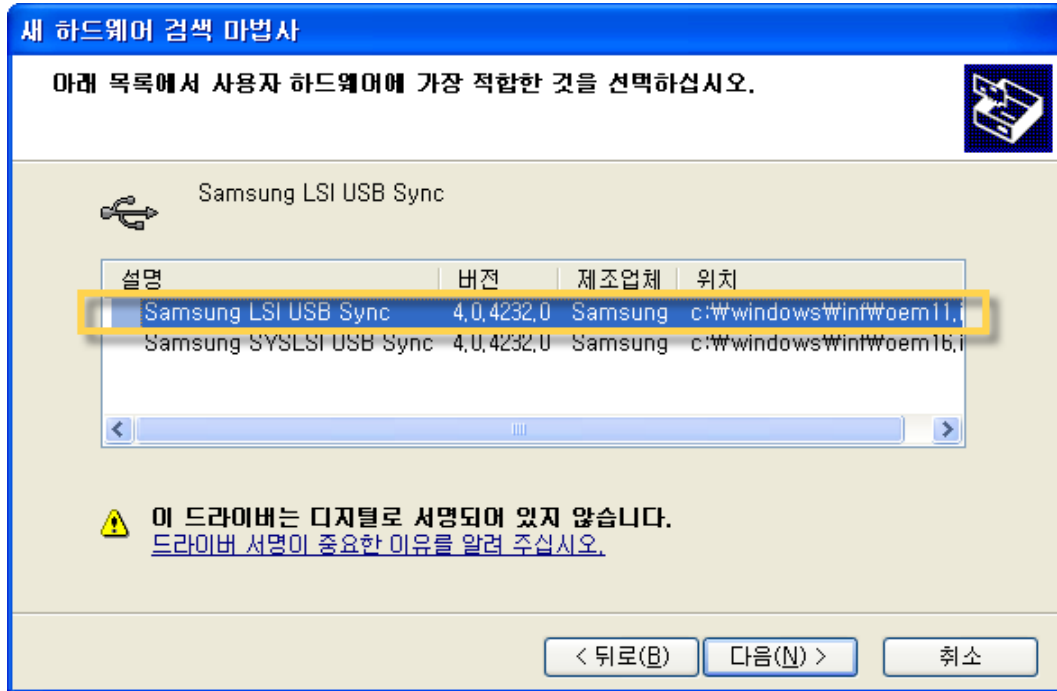 새 하드웨어 검색 마법사
아래 목록에서 사용자 하드웨어에 가장 적합한 것을 선택하십시오.
Samsung LSI USB Sync
설명 버전 제조업체 위치
Samsung LSI USB Sync 4.0.4232.0 Samsung c:₩windows₩inf₩oem11.i
Samsung SYSLSI USB Sync 4.0.4232.0 Samsung c:₩windows₩inf₩oem16.i
이 드라이버는 디지털로 서명되어 있지 않습니다.
드라이버 서명이 중요한 이유를 알려 주십시오.
< 뒤로(B) 다음(N) > 취소